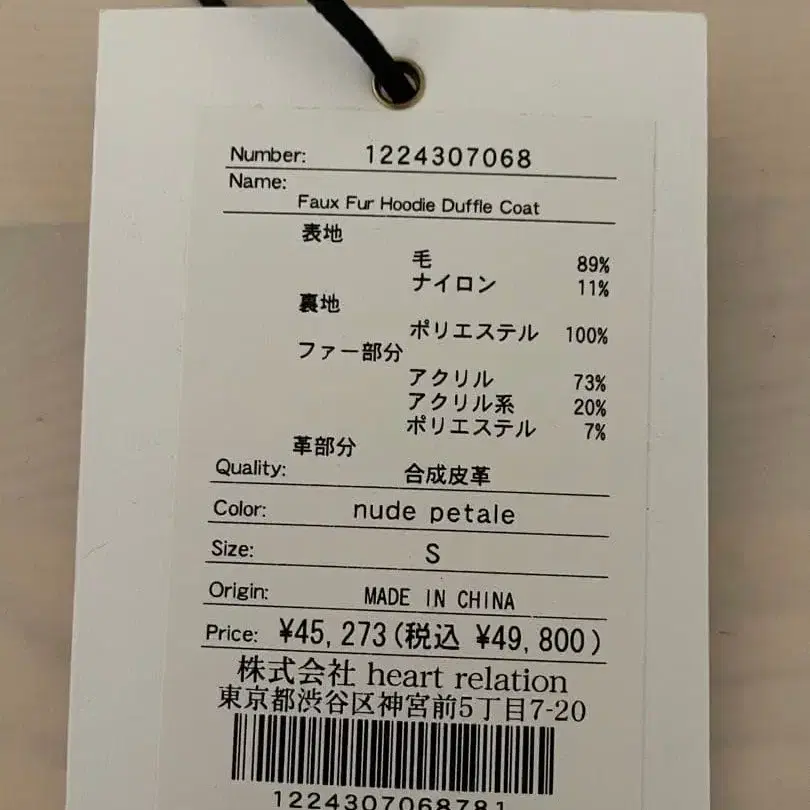 Number: 1224307068
Name:
Faux Fur Hoodie Duffle Coat
表地
毛 89%
ナイロン 11%
裏地
ポリエステル 100%
ファー部分
アクリル 73%
アクリル系 20%
ポリエステル 7%
革部分
Quality: 合成皮革
Color: nude petale
Size: S
Origin: MADE IN CHINA
Price: ¥45,273(税込 ¥49,800)
株式会社 heart relation
東京都渋谷区神宮前5丁目7-20
1224307068781